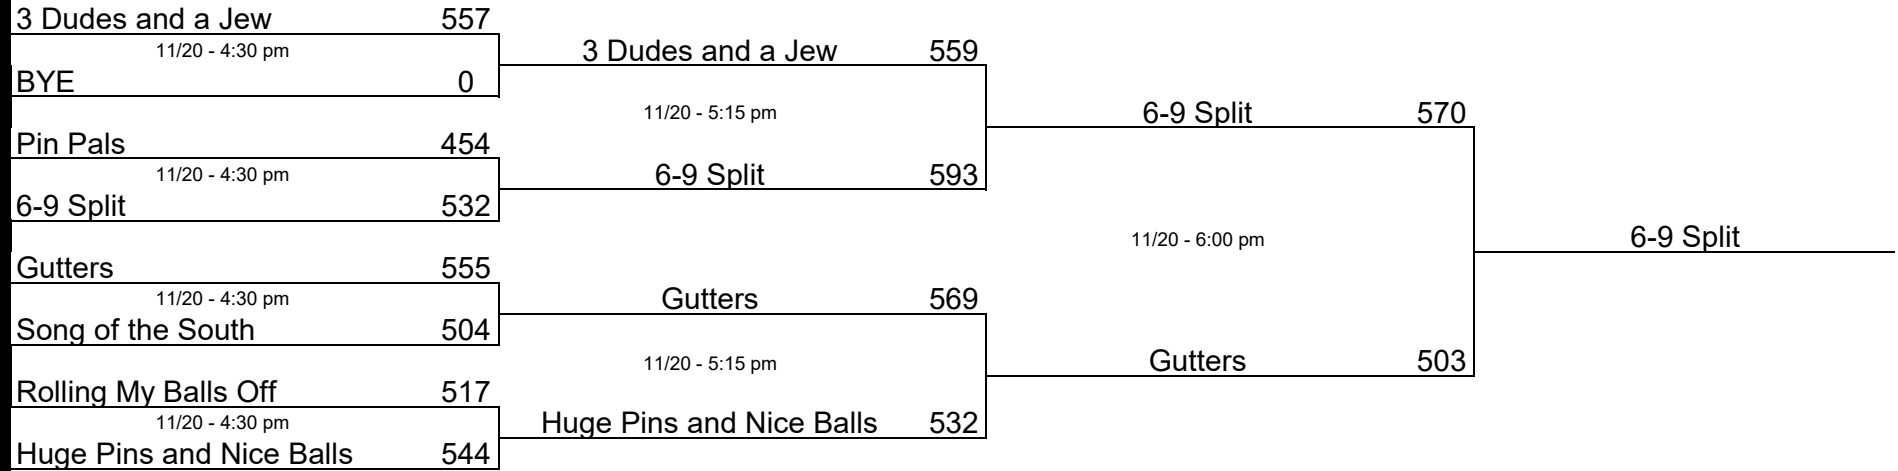 3 Dudes and a Jew 557
11/20 - 4:30 pm
BYE 0
Pin Pals 454
11/20 - 4:30 pm
6-9 Split 532
Gutters 555
11/20 - 4:30 pm
Song of the South 504
Rolling My Balls Off 517
11/20 - 4:30 pm
Huge Pins and Nice Balls 544
3 Dudes and a Jew 559
11/20 - 5:15 pm
6-9 Split 593
Gutters 569
11/20 - 5:15 pm
Huge Pins and Nice Balls 532
6-9 Split 570
11/20 - 6:00 pm
Gutters 503
6-9 Split